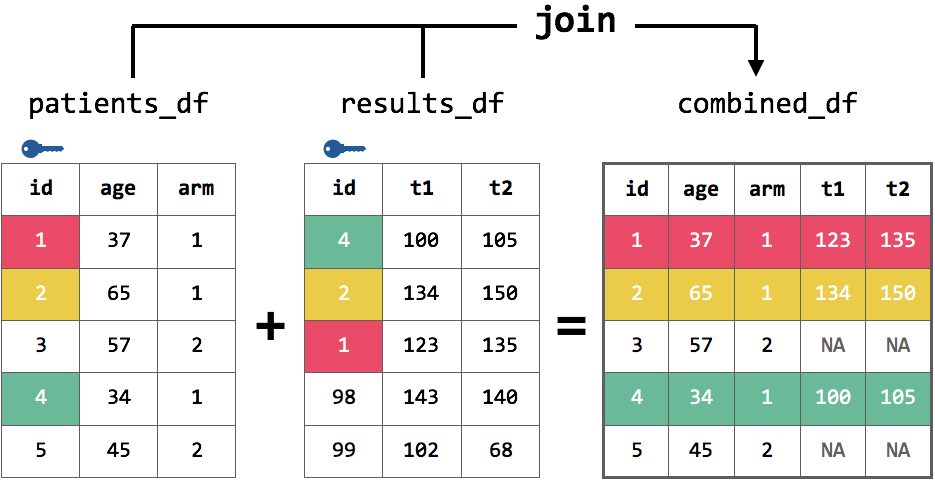 join
patients_df results_df combined_df
id age arm id t1 t2 id age arm t1 t2
1 37 1 4 100 105 1 37 1 123 135
2 65 1 2 134 150 2 65 1 134 150
+ =
3 57 2 1 123 135 3 57 2 NA NA
4 34 1 98 143 140 4 34 1 100 105
5 45 2 99 102 68 5 45 2 NA NA